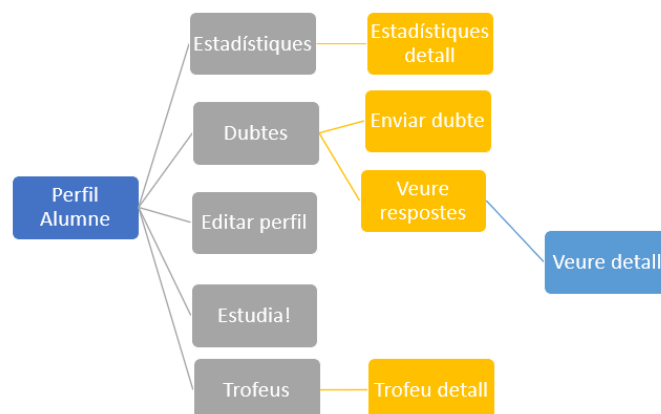 Perfil
Alumne
Estadístiques
Estadístiques
detall
Dubtes
Enviar dubte
Veure
respostes
Veure detall
Editar perfil
Estudia!
Trofeus
Trofeu detall